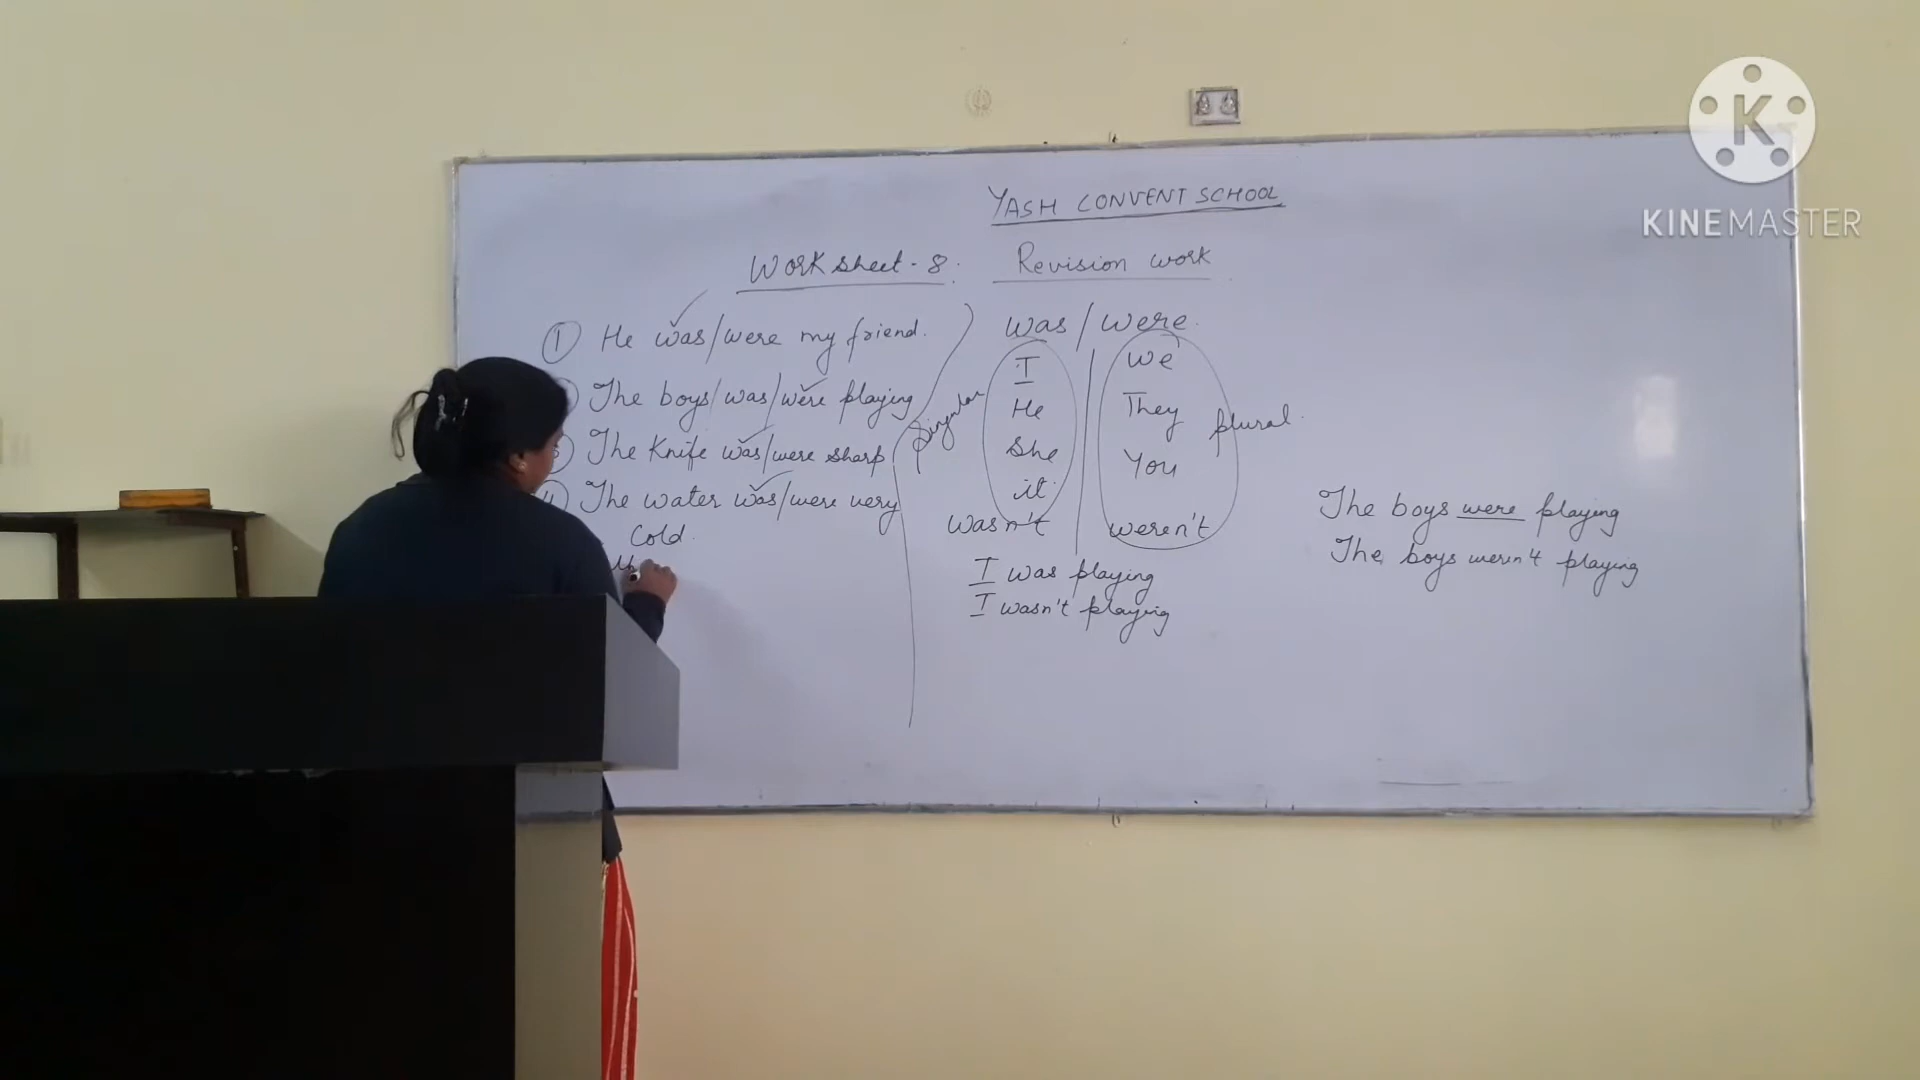 YASH CONVENT SCHOOL
Worksheet - 8. Revision work
① He was/were my friend.
The boys/was/were playing
3 The Knife was/were sharp
4 The water was/were very
Cold.
was/were.
I
He
She
it
wasn't
Singular
We
They
You
weren't
plural.
I was playing
I wasn't playing
The boys were playing
The boys weren't playing
K
KINEMASTER